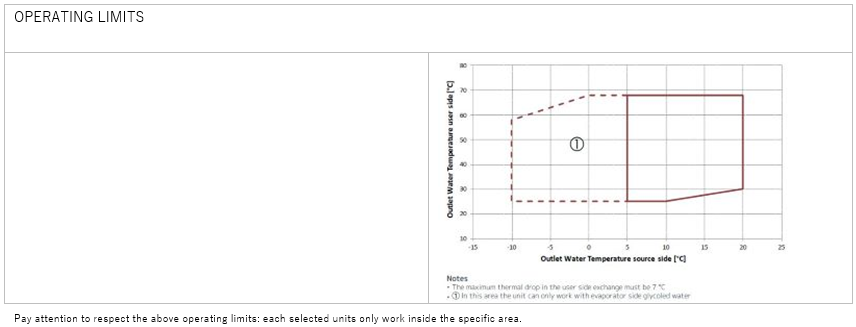 OPERATING LIMITS
Outlet Water Temperature user side [°C]
80
70
60
50
40
30
20
10
①
-15 -10 -5 0 5 10 15 20 25
Outlet Water Temperature source side [°C]
Notes
- The maximum thermal drop in the user side exchange must be 7 °C
- ① In this area the unit can only work with evaporator side glycoled water
Pay attention to respect the above operating limits: each selected units only work inside the specific area.